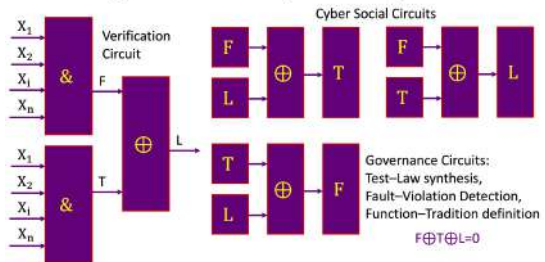 Cyber Social Circuits
Verification
Circuit
X1
X2
Xi
Xn
&
F
X1
X2
Xi
Xn
&
T
⊕
L
F
L
⊕
T
F
T
⊕
L
T
L
⊕
F
Governance Circuits:
Test–Law synthesis,
Fault–Violation Detection,
Function–Tradition definition
F⊕T⊕L=0